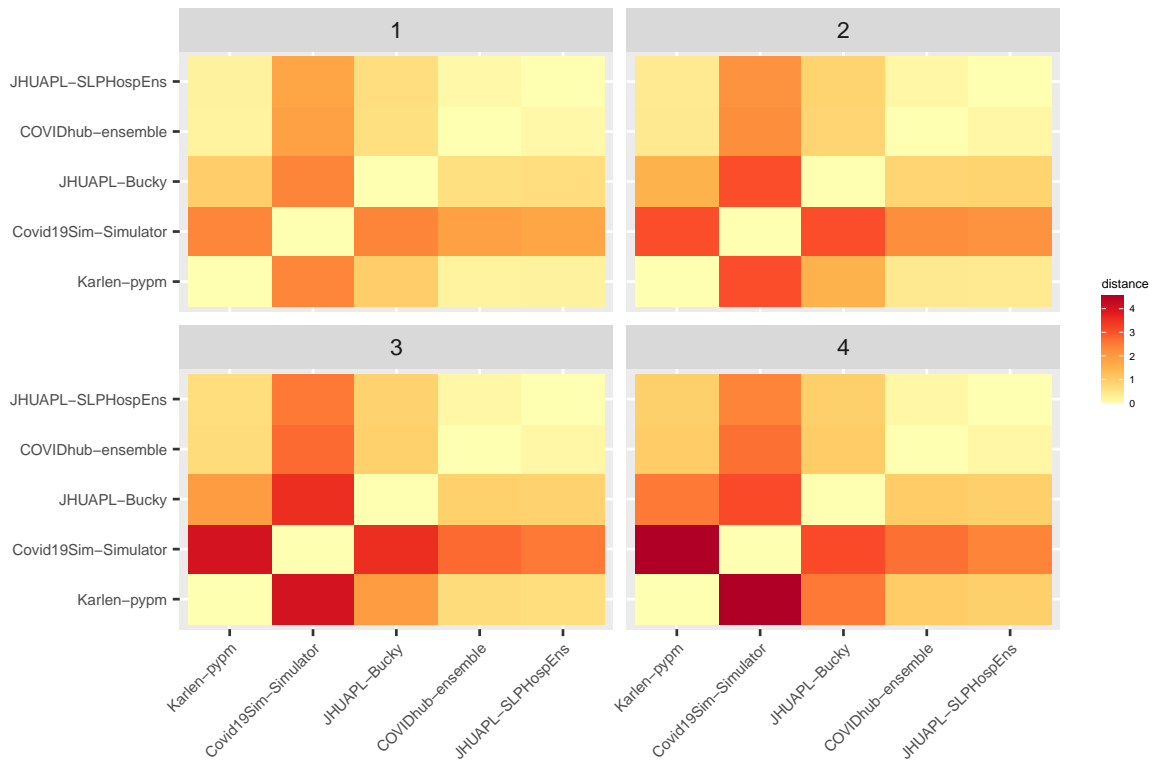 1
2
JHUAPL−SLPHospEns
COVIDhub−ensemble
JHUAPL−Bucky
Covid19Sim−Simulator
Karlen−pypm
distance
4
3
2
1
0
3
4
JHUAPL−SLPHospEns
COVIDhub−ensemble
JHUAPL−Bucky
Covid19Sim−Simulator
Karlen−pypm
Karlen−pypm
Covid19Sim−Simulator
JHUAPL−Bucky
COVIDhub−ensemble
JHUAPL−SLPHospEns
Karlen−pypm
Covid19Sim−Simulator
JHUAPL−Bucky
COVIDhub−ensemble
JHUAPL−SLPHospEns